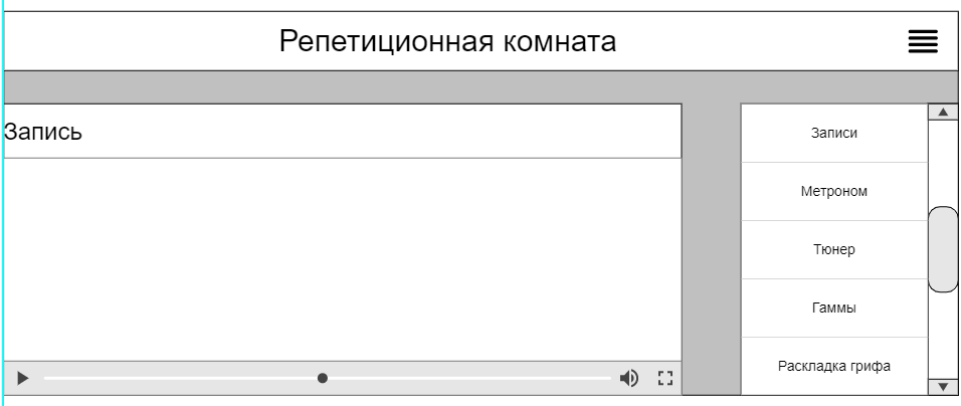 Репетиционная комната
Запись
Записи
Метроном
Тюнер
Гаммы
Раскладка грифа